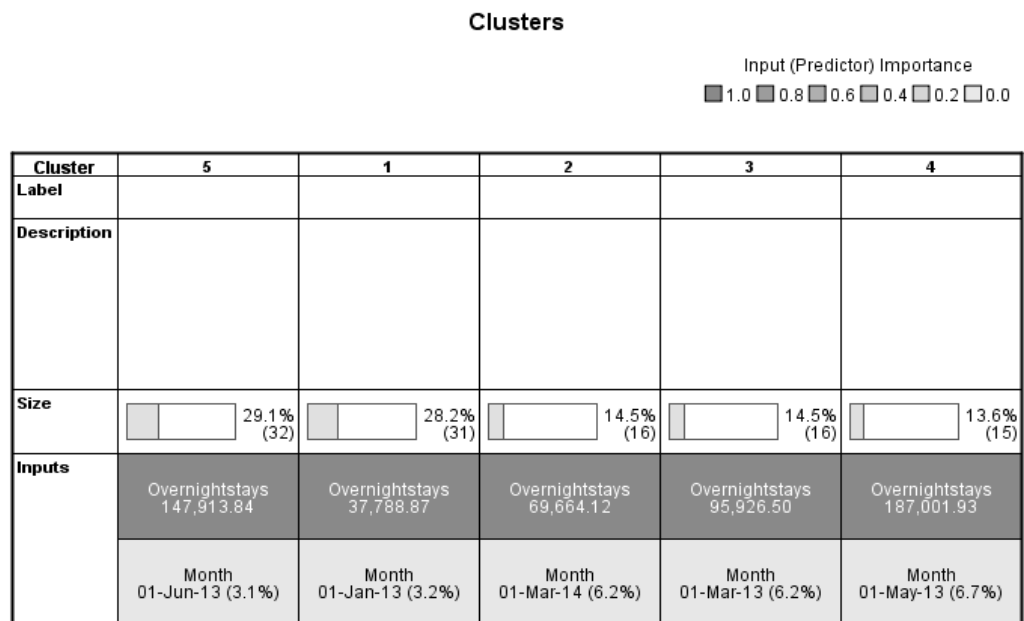 Clusters
Input (Predictor) Importance
1.0 0.8 0.6 0.4 0.2 0.0
Cluster 5 1 2 3 4
Label
Description
Size
29.1% 28.2% 14.5% 14.5% 13.6%
(32) (31) (16) (16) (15)
Inputs
Overnightstays Overnightstays Overnightstays Overnightstays Overnightstays
147,913.84 37,788.87 69,664.12 95,926.50 187,001.93
Month Month Month Month Month
01-Jun-13 (3.1%) 01-Jan-13 (3.2%) 01-Mar-14 (6.2%) 01-Mar-13 (6.2%) 01-May-13 (6.7%)